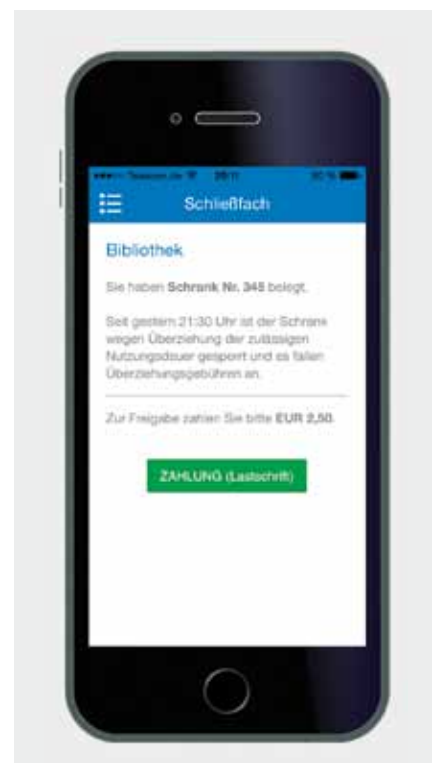 Schließfach
Bibliothek
Sie haben Schrank Nr. 345 belegt.
Seit gestern 21:30 Uhr ist der Schrank
wegen Überziehung der zulässigen
Nutzungsdauer gesperrt und es fallen
Überziehungsgebühren an.
Zur Freigabe zahlen Sie bitte EUR 2,50.
ZAHLUNG (Lastschrift)